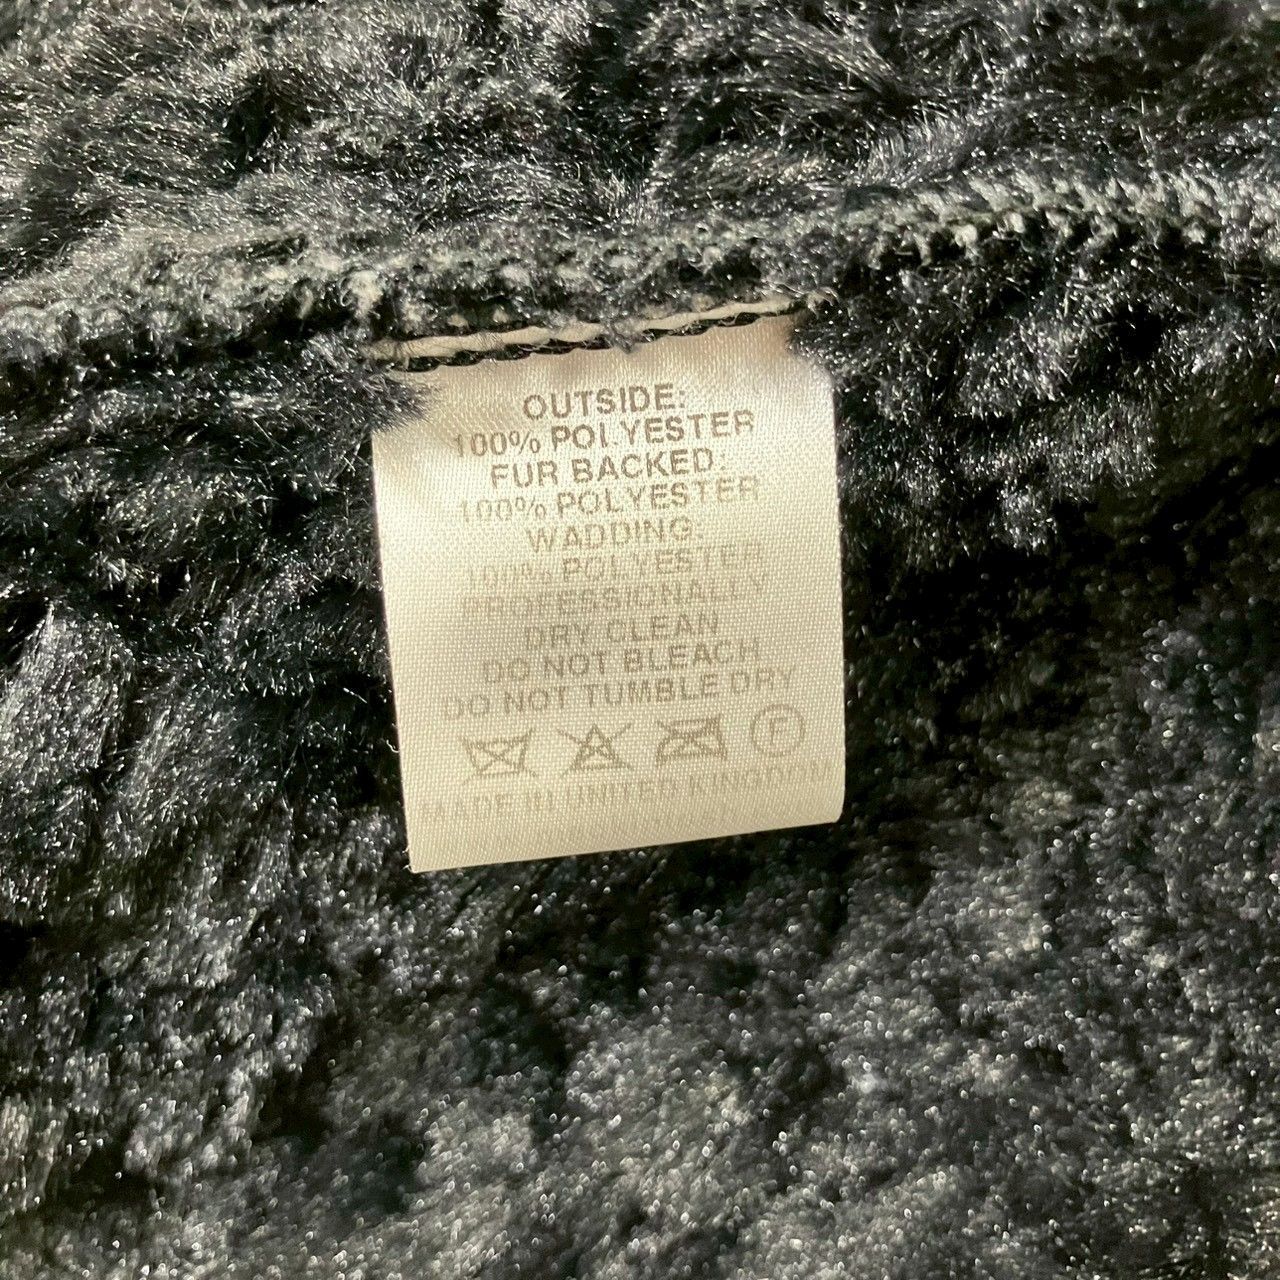 OUTSIDE:
100% POLYESTER
FUR BACKED:
100% POLYESTER
WADDING:
100% POLYESTER
PROFESSIONALLY
DRY CLEAN
DO NOT BLEACH
DO NOT TUMBLE DRY
F
MADE IN UNITED KINGDOM